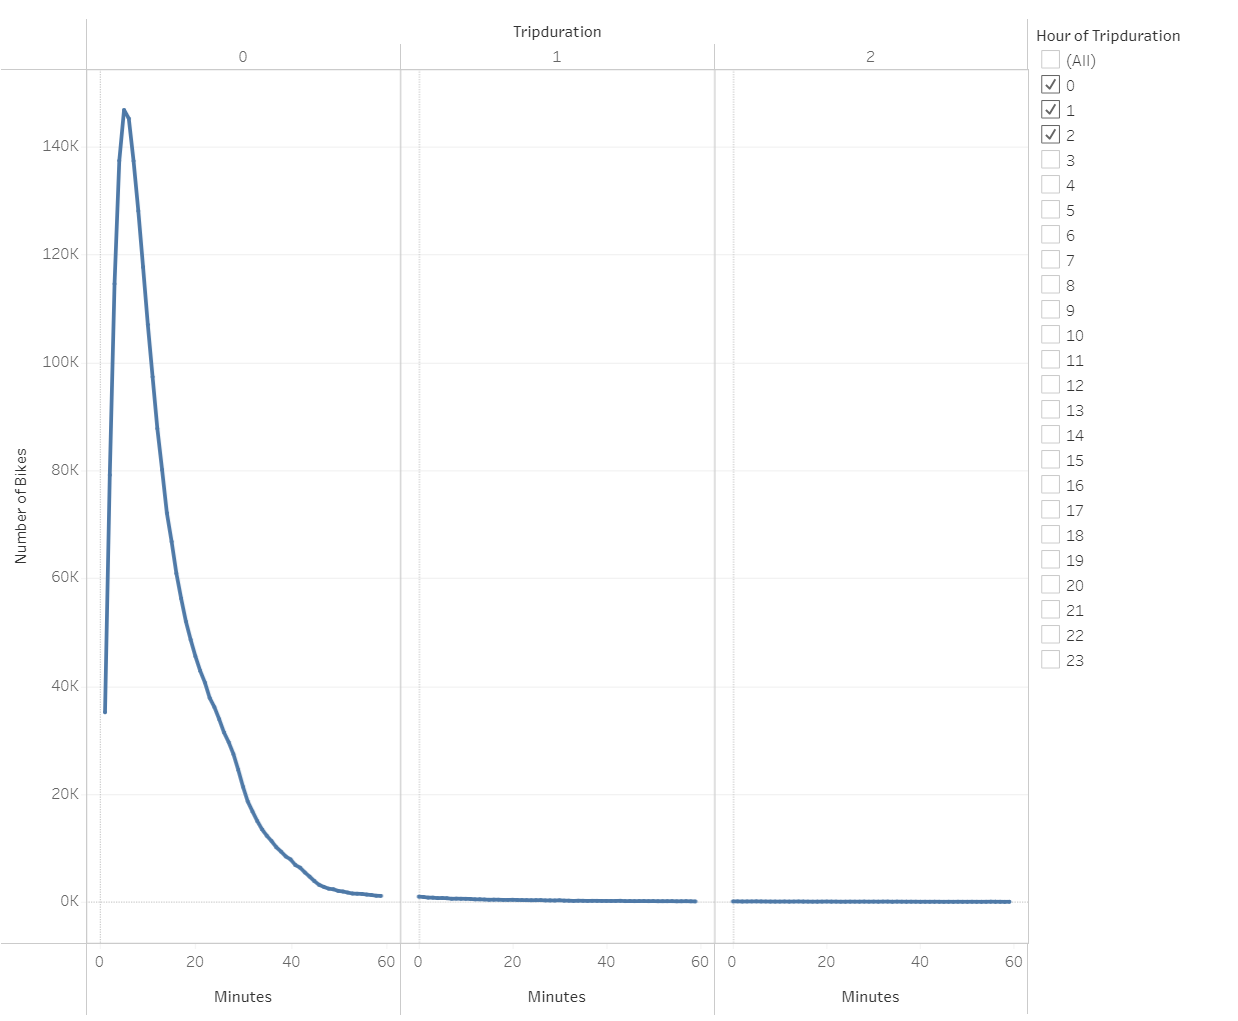 Tripduration
0 1 2
140K
120K
100K
80K
60K
40K
20K
0K
Number of Bikes
0 20 40 60 0 20 40 60 0 20 40 60
Minutes Minutes Minutes
Hour of Tripduration
(All)
0
1
2
3
4
5
6
7
8
9
10
11
12
13
14
15
16
17
18
19
20
21
22
23